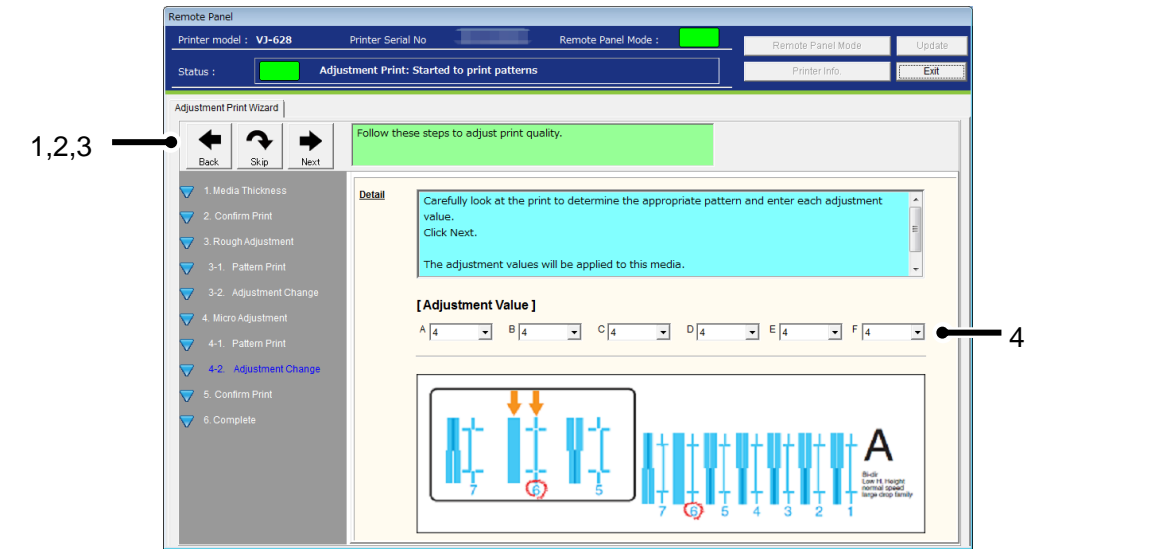 Remote Panel
Printer model : VJ-628 Printer Serial No Remote Panel Mode :
Remote Panel Mode Update
Status : Adjustment Print: Started to print patterns
Printer Info. Exit
Adjustment Print Wizard
1,2,3
Back Skip Next
Follow these steps to adjust print quality.
1. Media Thickness
2. Confirm Print
3. Rough Adjustment
3-1. Pattern Print
3-2. Adjustment Change
4. Micro Adjustment
4-1. Pattern Print
4-2. Adjustment Change
5. Confirm Print
6. Complete
Detail
Carefully look at the print to determine the appropriate pattern and enter each adjustment
value.
Click Next.
The adjustment values will be applied to this media.
[ Adjustment Value ]
A 4 B 4 C 4 D 4 E 4 F 4
4
7 6 5
7 6 5 4 3 2 1
A
Bi-dir
Low H. Height
normal speed
large drop family